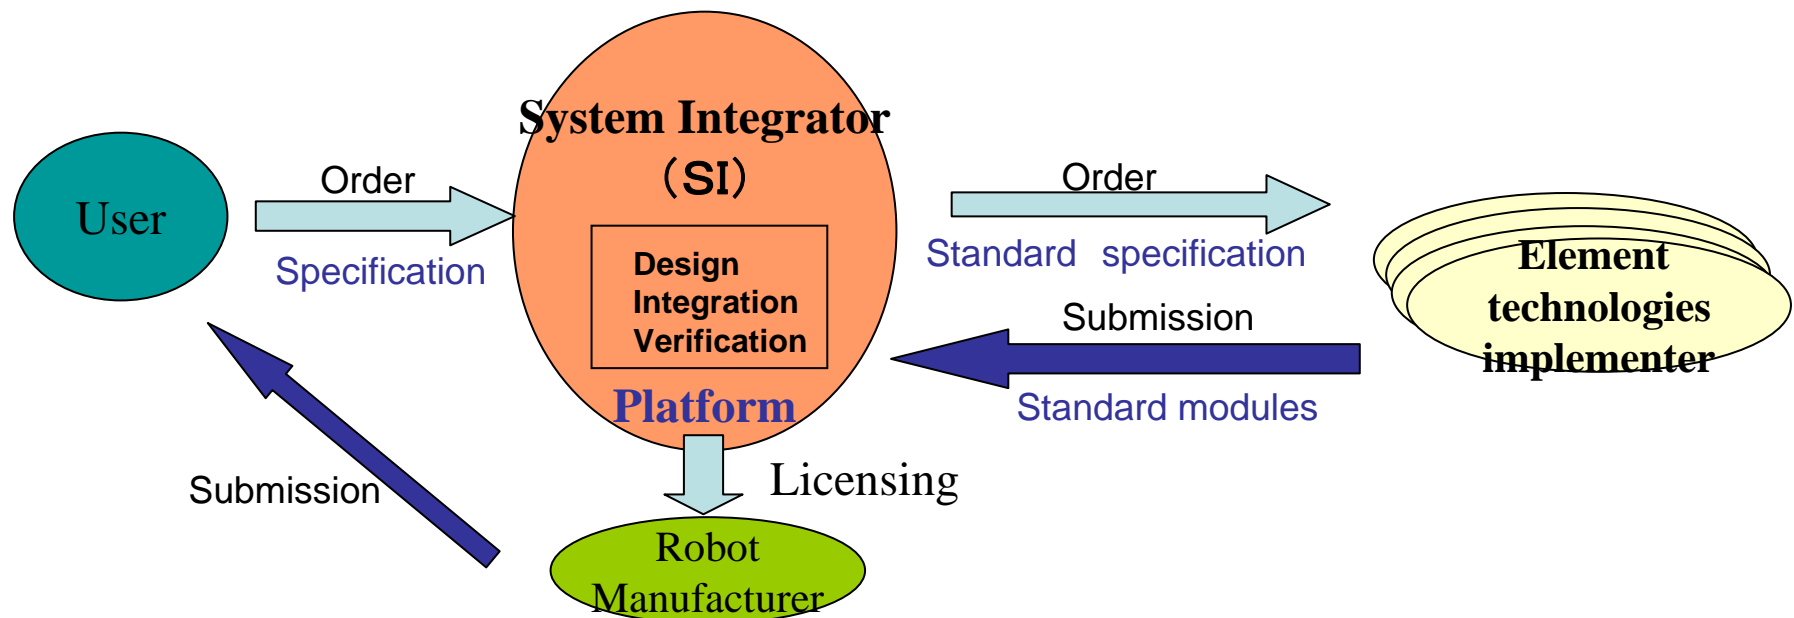 System Integrator
（SI）
User
Order
Specification
Design
Integration
Verification
Platform
Order
Standard specification
Submission
Standard modules
Element
technologies
implementer
Licensing
Submission
Robot
Manufacturer